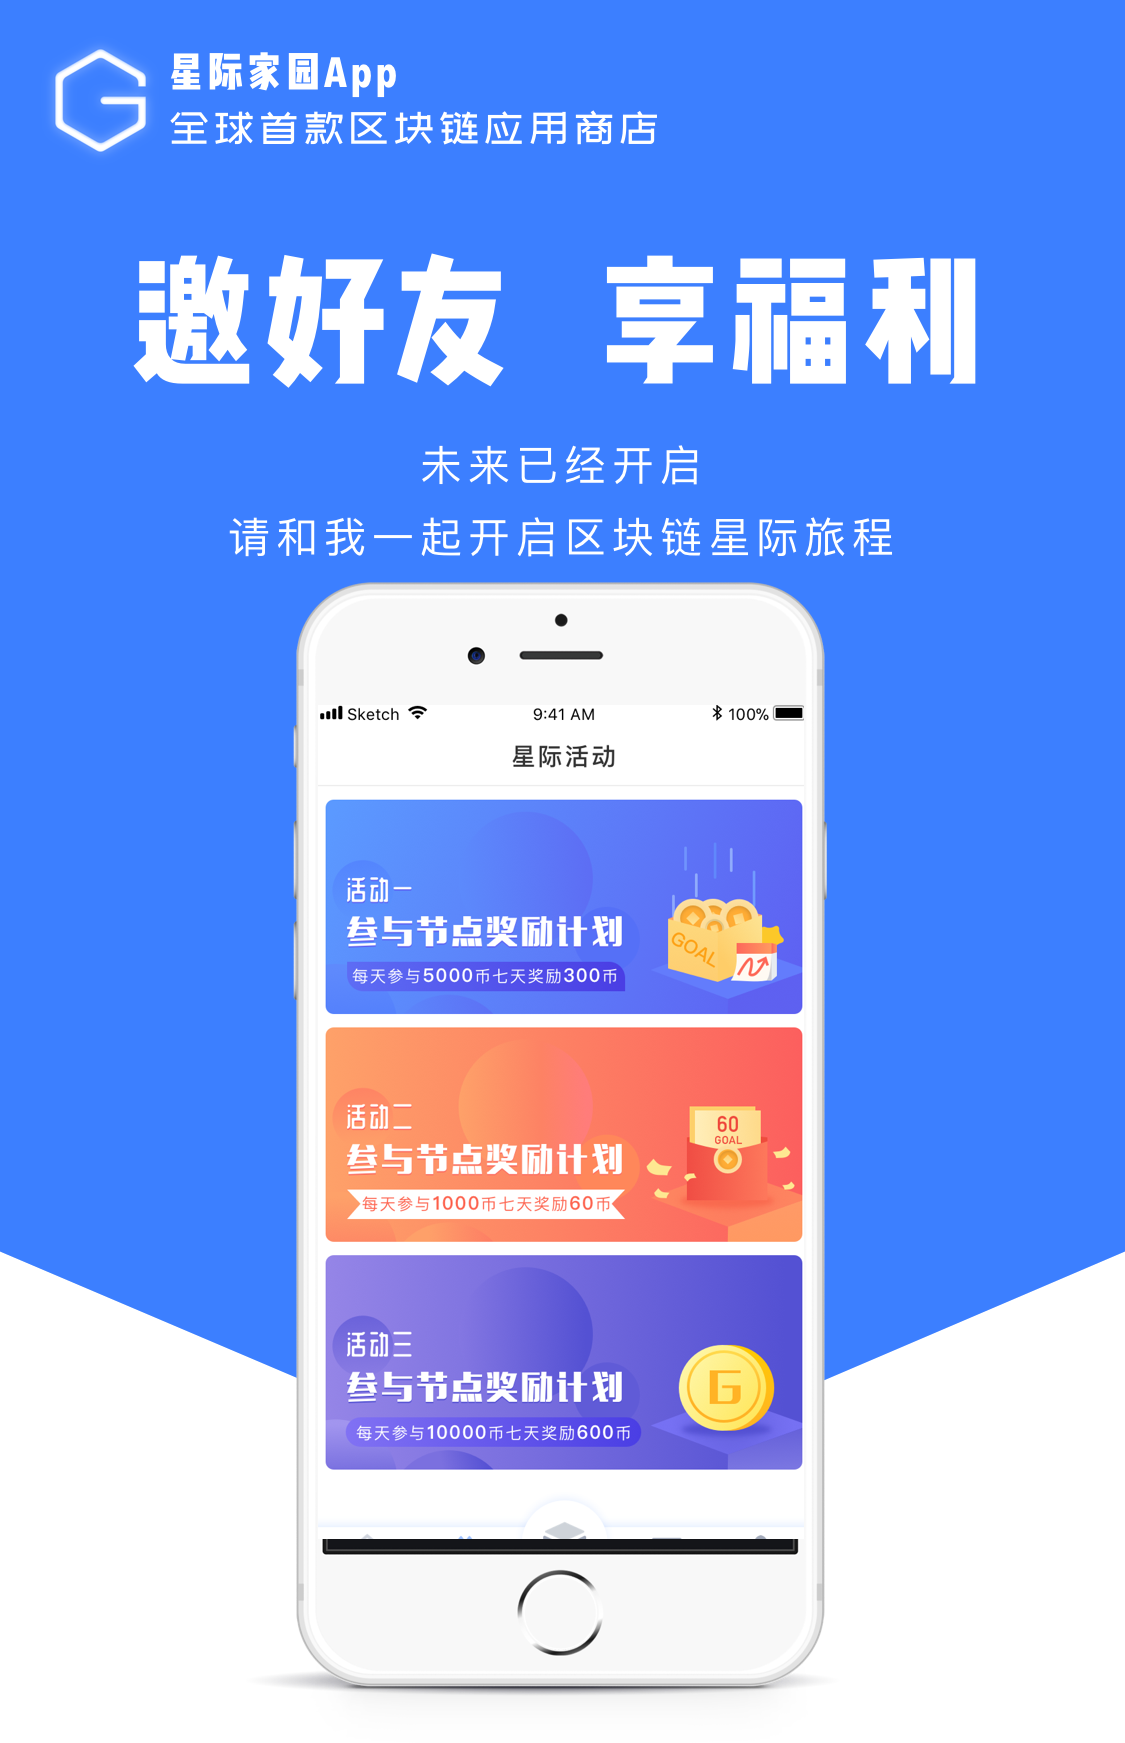 星际家园App
全球首款区块链应用商店
邀好友 享福利
未来已经开启
请和我一起开启区块链星际旅程
Sketch 9:41 AM 100%
星际活动
活动一
参与节点奖励计划
每天参与5000币七天奖励300币
GOAL
活动二
参与节点奖励计划
每天参与1000币七天奖励60币
60
GOAL
活动三
参与节点奖励计划
每天参与10000币七天奖励600币
G